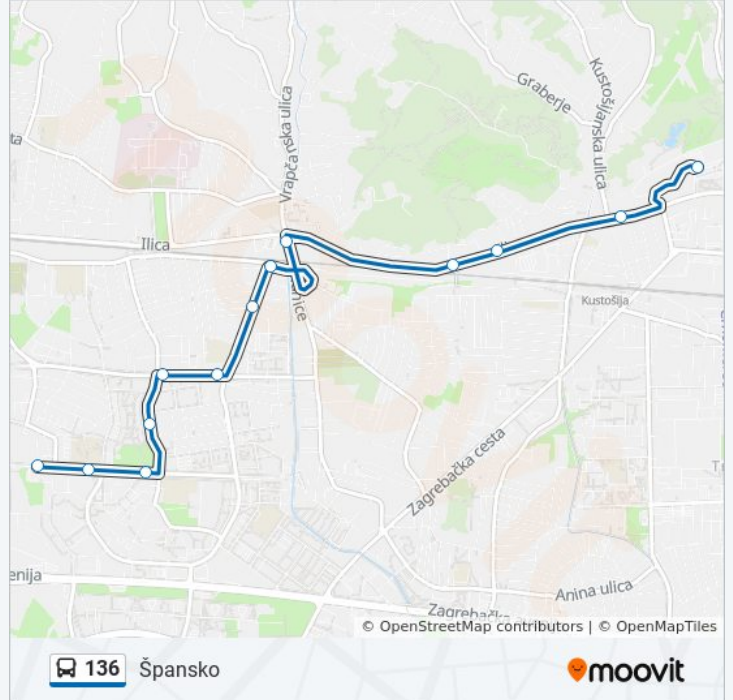 Graberje
Kustošijanska ulica
Vrapčanska ulica
ta
Ilica
Kustošija
Zagrebačka cesta
enija
Anina ulica
Zagrebačka
© OpenStreetMap contributors | © OpenMapTiles
136 Špansko
moovit